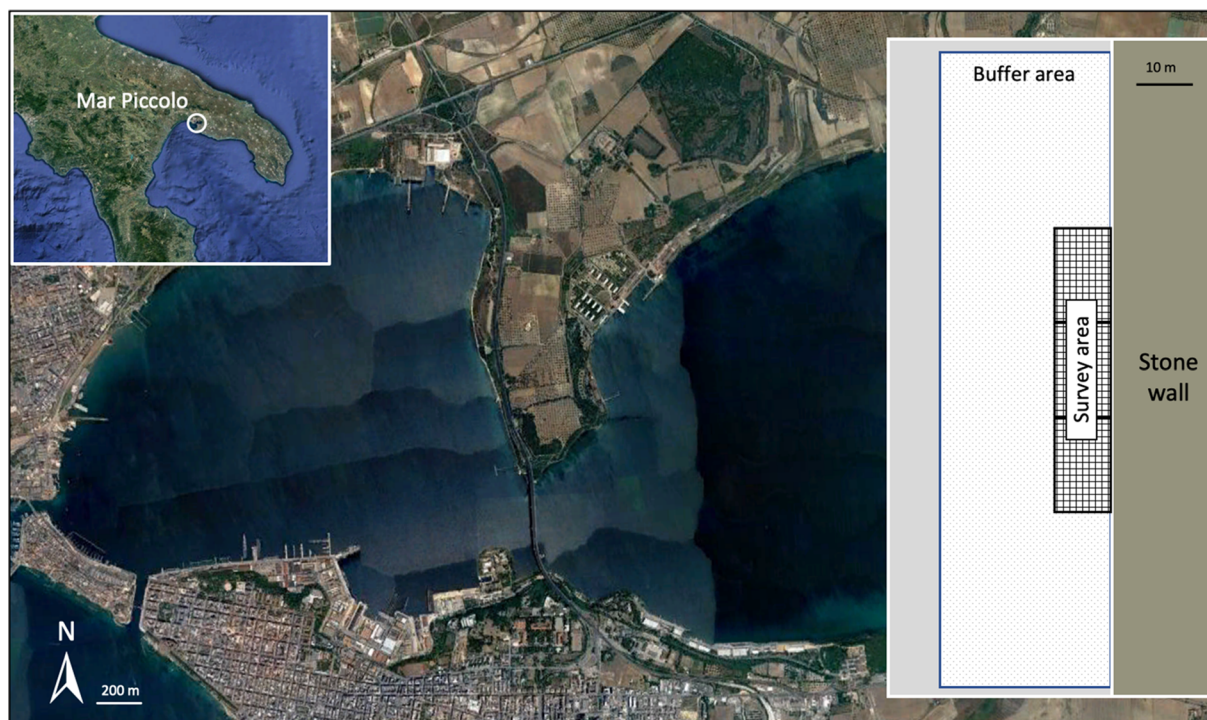 Mar Piccolo
Buffer area
10 m
Survey area
Stone
wall
N
200 m